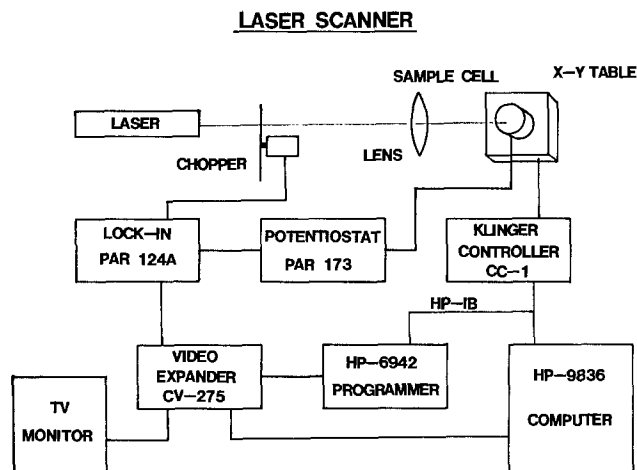 LASER SCANNER
SAMPLE CELL
X-Y TABLE
LASER
CHOPPER
LENS
LOCK-IN
PAR 124A
POTENTIOSTAT
PAR 173
KLINGER
CONTROLLER
CC-1
HP-IB
VIDEO
EXPANDER
CV-275
HP-6942
PROGRAMMER
HP-9836
COMPUTER
TV
MONITOR